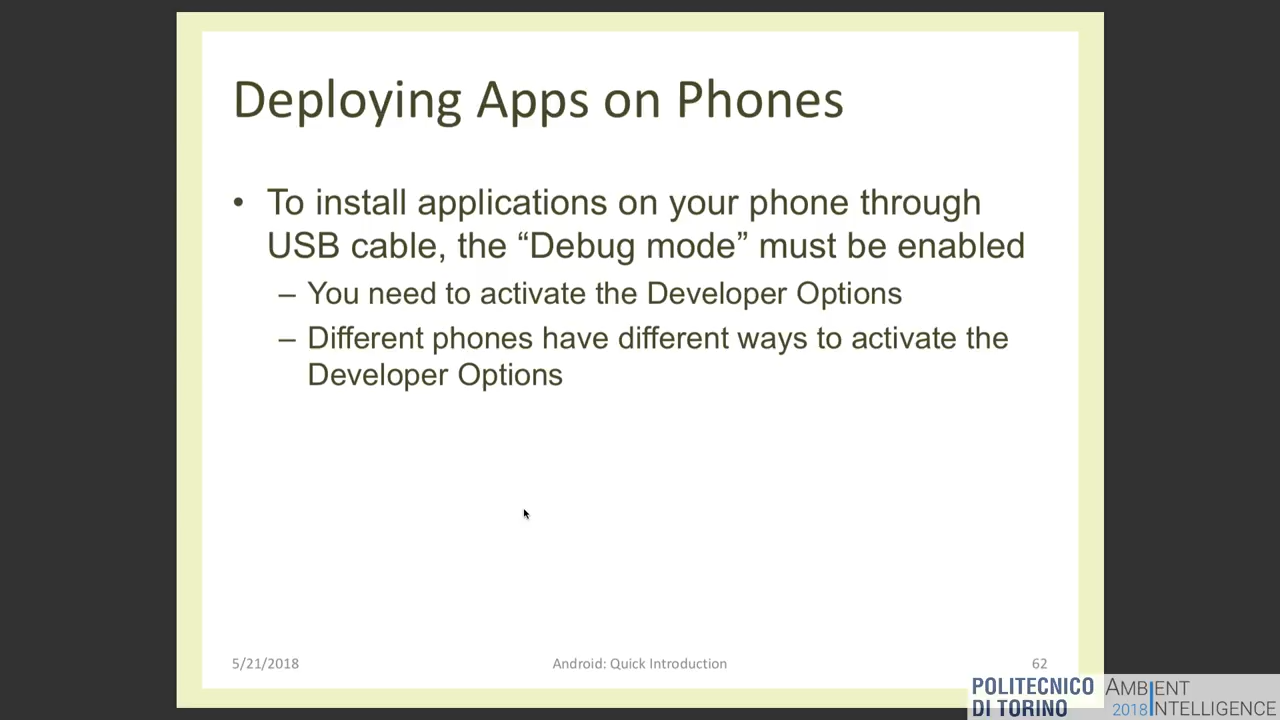 Deploying Apps on Phones
• To install applications on your phone through
USB cable, the “Debug mode” must be enabled
– You need to activate the Developer Options
– Different phones have different ways to activate the
Developer Options
5/21/2018
Android: Quick Introduction
62
POLITECNICO
DI TORINO
AMBIENT
2018 INTELLIGENCE